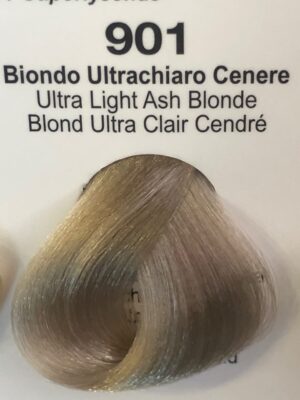 901
Biondo Ultrachiaro Cenere
Ultra Light Ash Blonde
Blond Ultra Clair Cendré